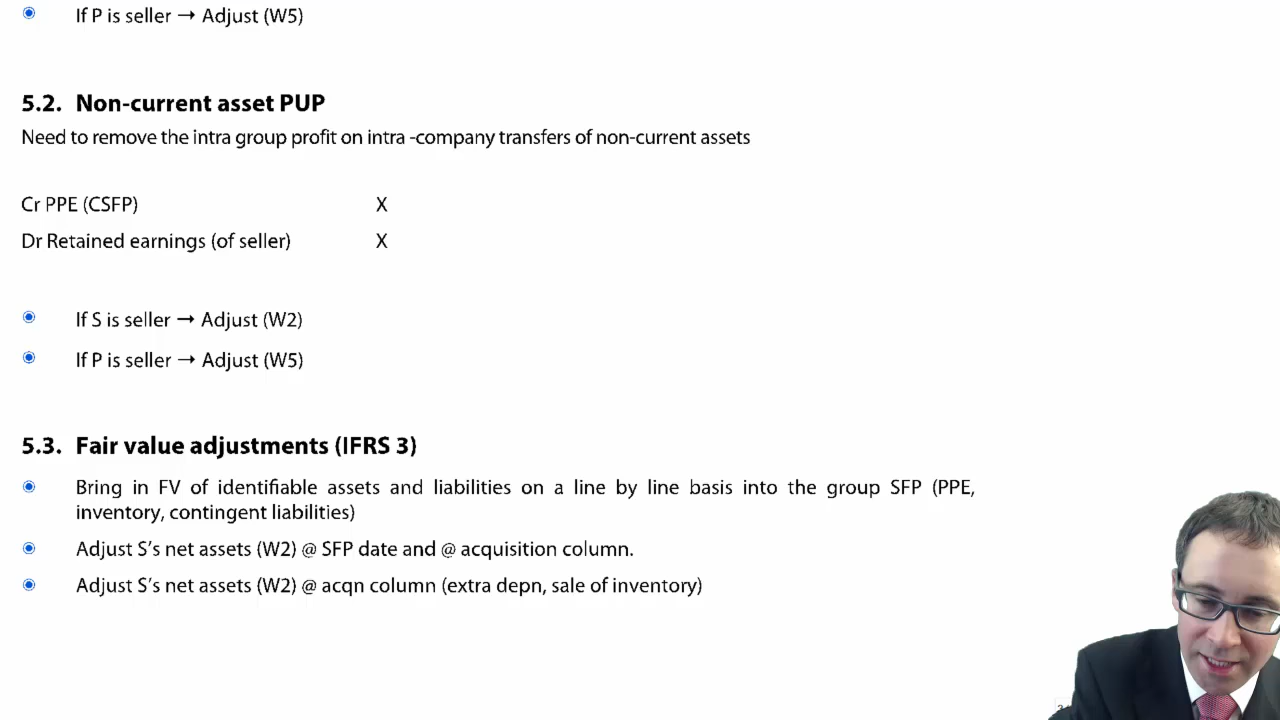 If P is seller → Adjust (W5)
5.2. Non-current asset PUP
Need to remove the intra group profit on intra -company transfers of non-current assets
Cr PPE (CSFP) X
Dr Retained earnings (of seller) X
If S is seller → Adjust (W2)
If P is seller → Adjust (W5)
5.3. Fair value adjustments (IFRS 3)
Bring in FV of identifiable assets and liabilities on a line by line basis into the group SFP (PPE,
inventory, contingent liabilities)
Adjust S's net assets (W2) @ SFP date and @ acquisition column.
Adjust S's net assets (W2) @ acqn column (extra depn, sale of inventory)